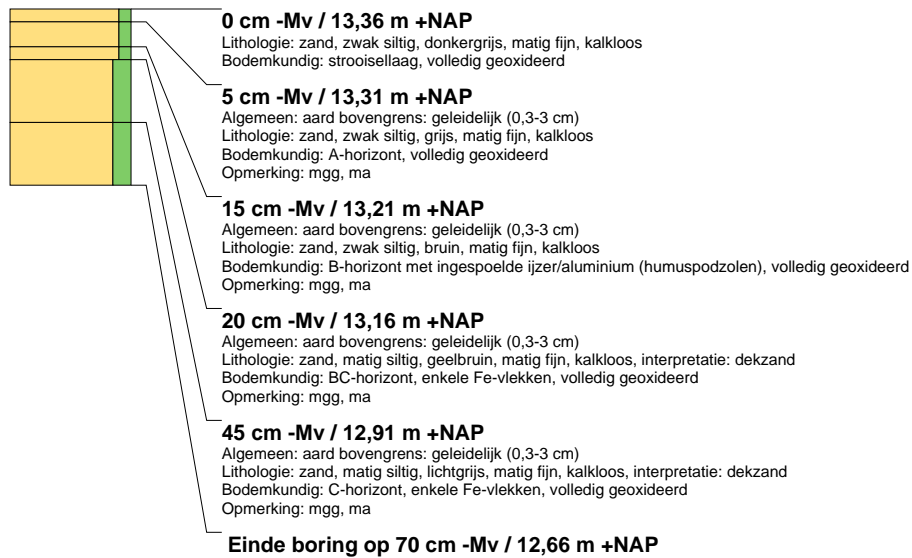 0 cm -Mv / 13,36 m +NAP
Lithologie: zand, zwak siltig, donkergrijs, matig fijn, kalkloos
Bodemkundig: strooisellaag, volledig geoxideerd
5 cm -Mv / 13,31 m +NAP
Algemeen: aard bovengrens: geleidelijk (0,3-3 cm)
Lithologie: zand, zwak siltig, grijs, matig fijn, kalkloos
Bodemkundig: A-horizont, volledig geoxideerd
Opmerking: mgg, ma
15 cm -Mv / 13,21 m +NAP
Algemeen: aard bovengrens: geleidelijk (0,3-3 cm)
Lithologie: zand, zwak siltig, bruin, matig fijn, kalkloos
Bodemkundig: B-horizont met ingespoelde ijzer/aluminium (humuspodzolen), volledig geoxideerd
Opmerking: mgg, ma
20 cm -Mv / 13,16 m +NAP
Algemeen: aard bovengrens: geleidelijk (0,3-3 cm)
Lithologie: zand, matig siltig, geelbruin, matig fijn, kalkloos, interpretatie: dekzand
Bodemkundig: BC-horizont, enkele Fe-vlekken, volledig geoxideerd
Opmerking: mgg, ma
45 cm -Mv / 12,91 m +NAP
Algemeen: aard bovengrens: geleidelijk (0,3-3 cm)
Lithologie: zand, matig siltig, lichtgrijs, matig fijn, kalkloos, interpretatie: dekzand
Bodemkundig: C-horizont, enkele Fe-vlekken, volledig geoxideerd
Opmerking: mgg, ma
Einde boring op 70 cm -Mv / 12,66 m +NAP